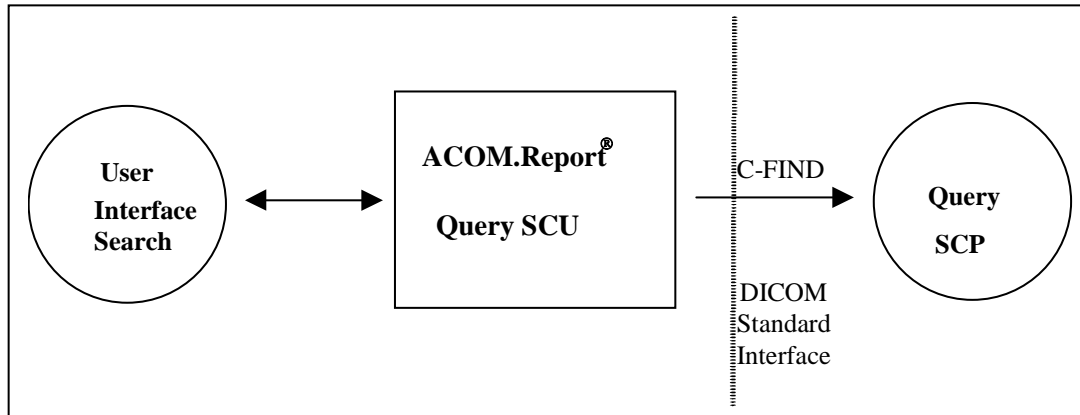 User
Interface
Search
ACOM.Report®
Query SCU
C-FIND
DICOM
Standard
Interface
Query
SCP